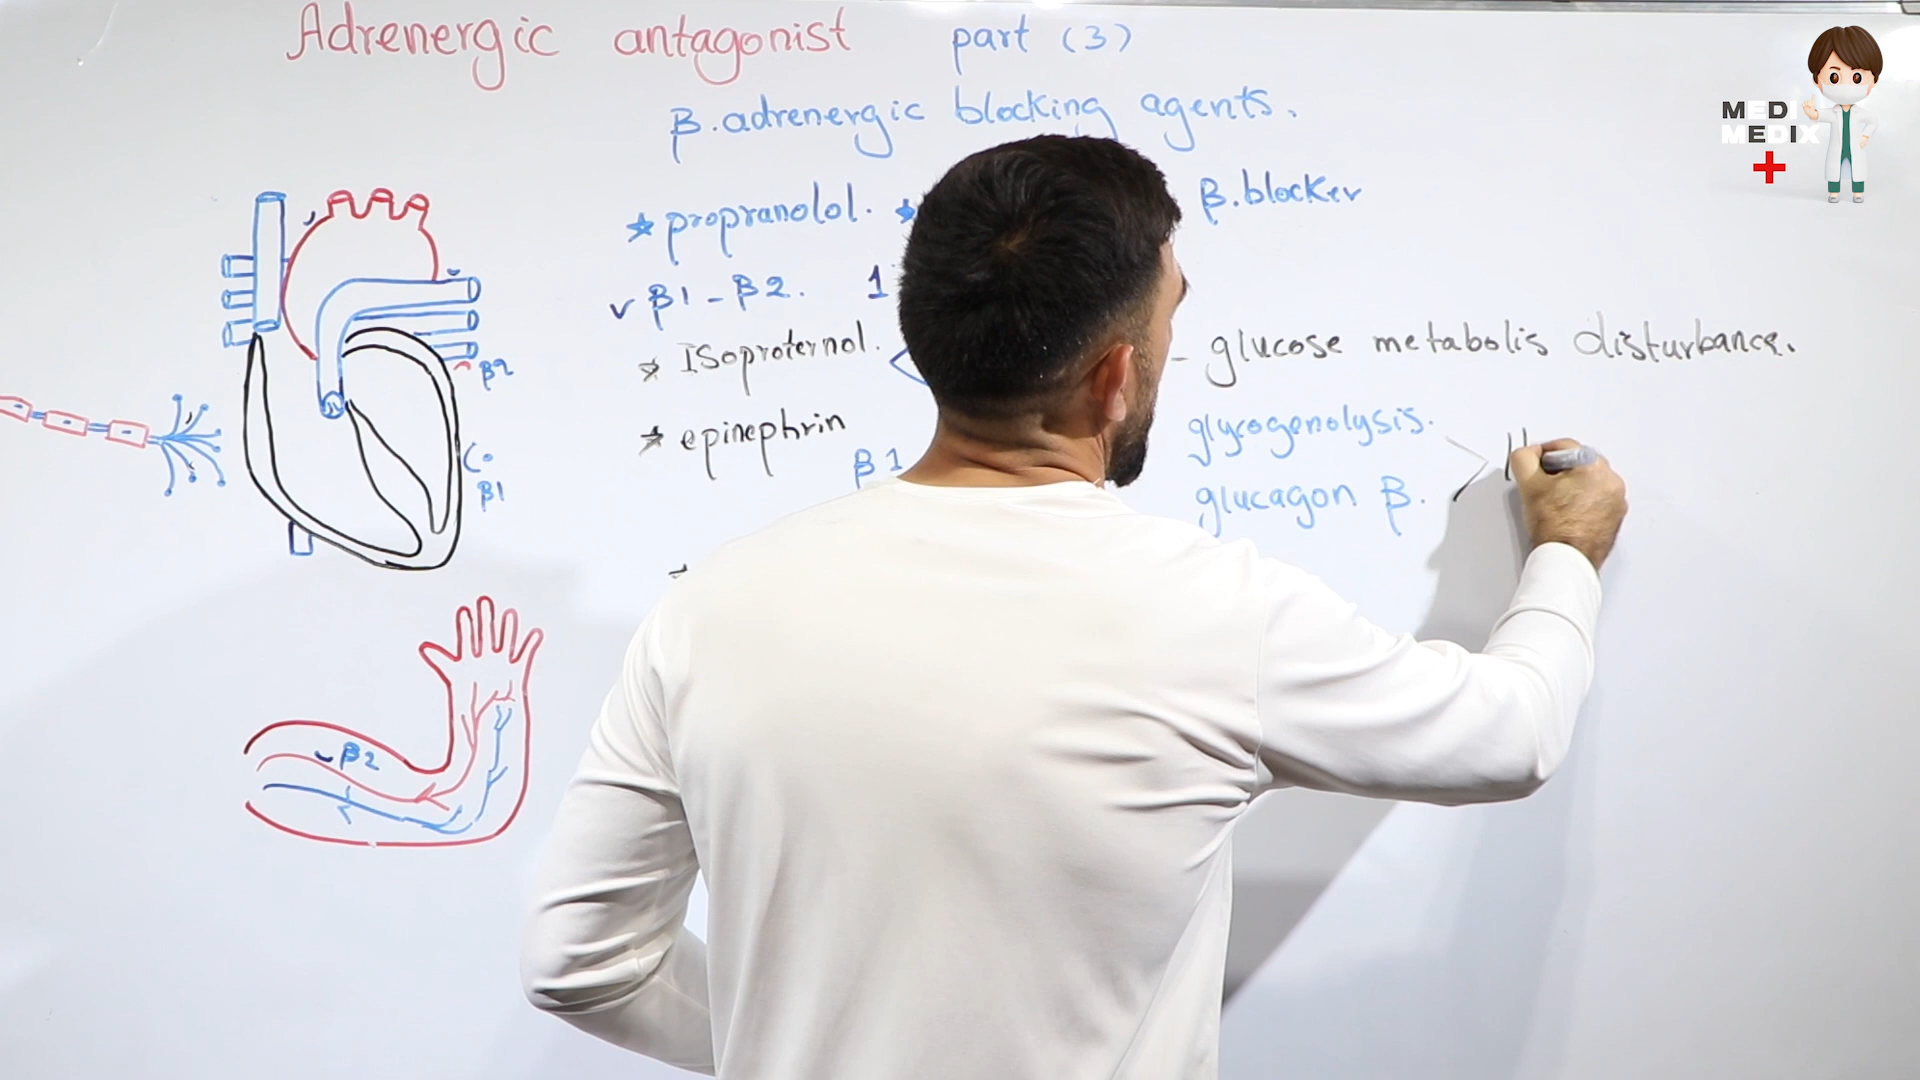 Adrenergic antagonist part (3)
β.adrenergic blocking agents.
MEDI
MEDIX
* propranolol. *
β.blocker
✓ β1 - β2. 1
* ISoproternol.
- glucose metabolis disturbance.
β2
* epinephrin
glycogenolysis.
β1
C
β1
glucagon β.
β2